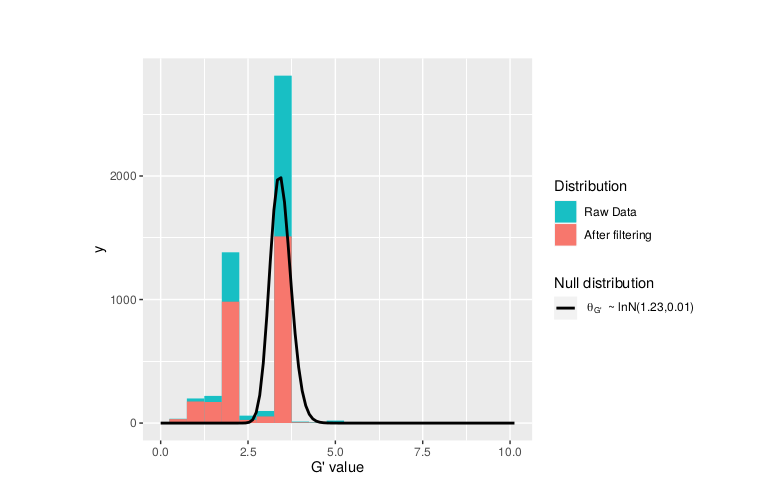 2000
1000
0
y
0.0 2.5 5.0 7.5 10.0
G' value
Distribution
Raw Data
After filtering
Null distribution
θG' ~ lnN(1.23,0.01)